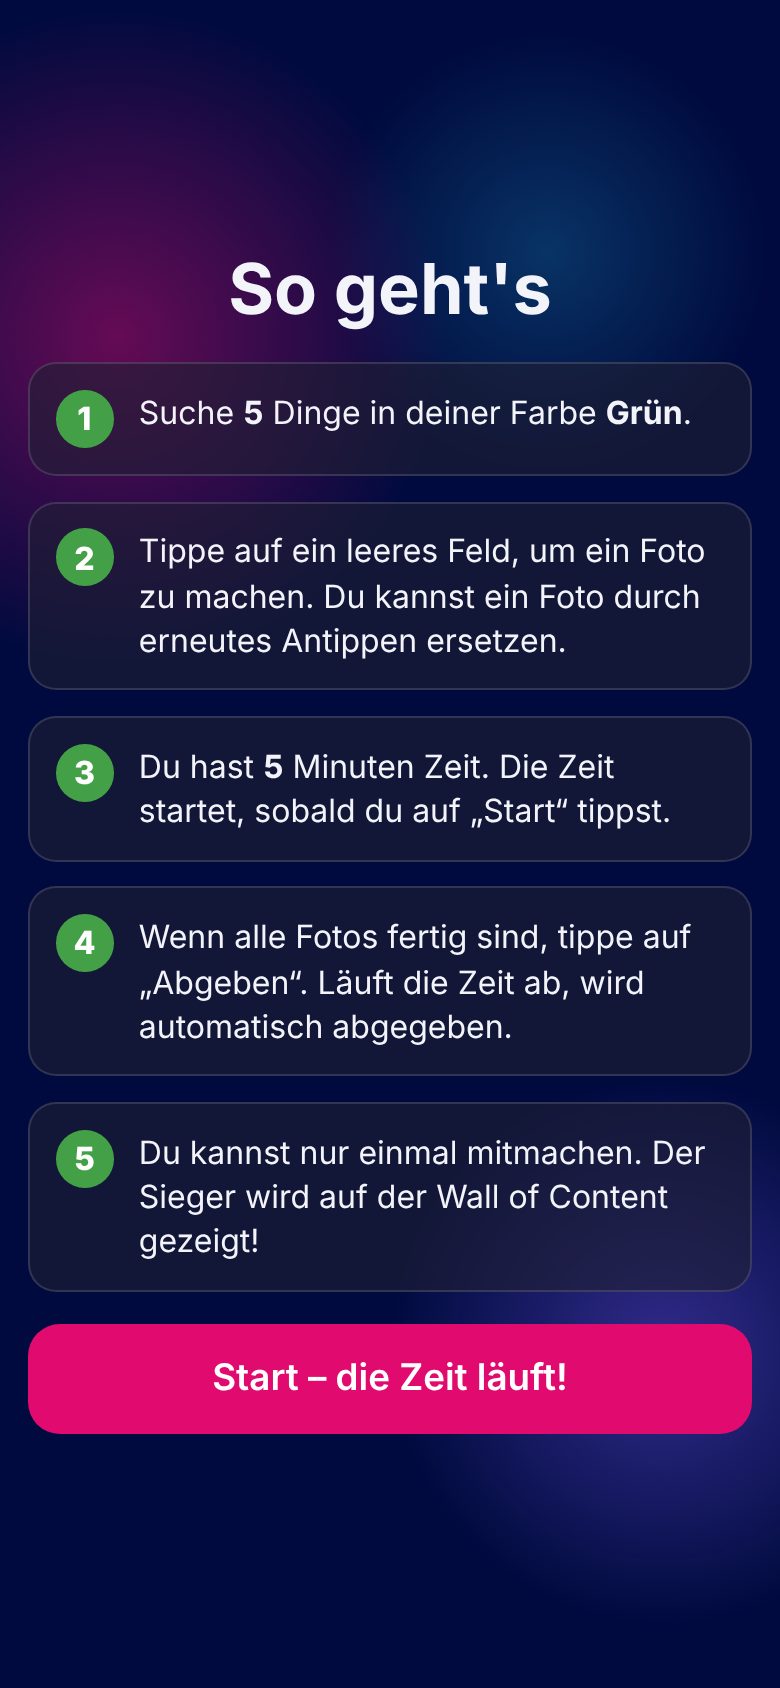 So geht's
1 Suche 5 Dinge in deiner Farbe Grün.
2 Tippe auf ein leeres Feld, um ein Foto
zu machen. Du kannst ein Foto durch
erneutes Antippen ersetzen.
3 Du hast 5 Minuten Zeit. Die Zeit
startet, sobald du auf „Start“ tippst.
4 Wenn alle Fotos fertig sind, tippe auf
„Abgeben“. Läuft die Zeit ab, wird
automatisch abgegeben.
5 Du kannst nur einmal mitmachen. Der
Sieger wird auf der Wall of Content
gezeigt!
Start – die Zeit läuft!